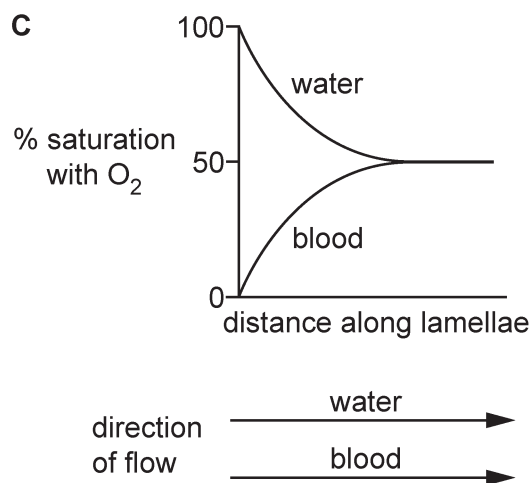 C
100
water
% saturation
with O₂
50
blood
0
distance along lamellae
water
direction
of flow
blood